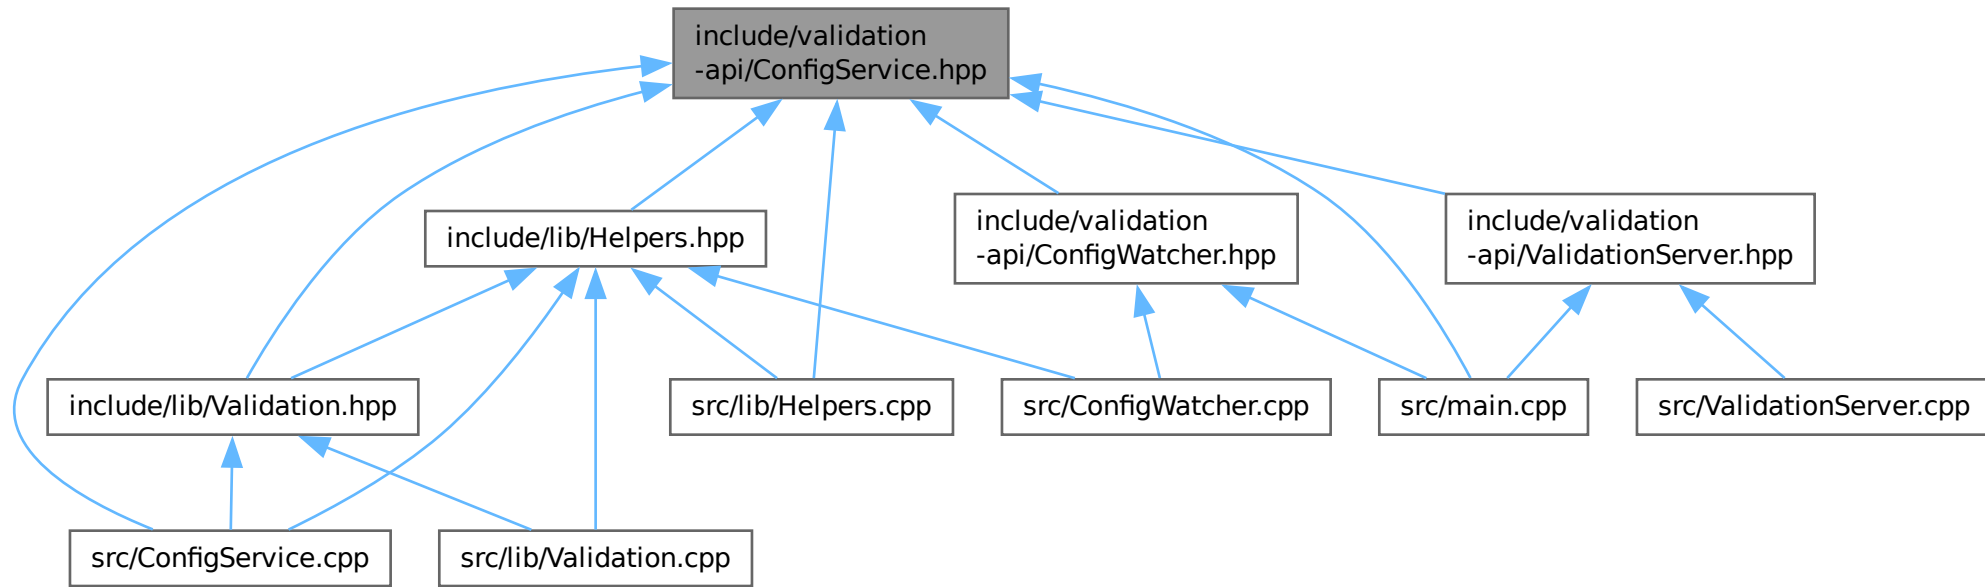 include/validation
-api/ConfigService.hpp
include/lib/Helpers.hpp
include/validation
-api/ConfigWatcher.hpp
include/validation
-api/ValidationServer.hpp
include/lib/Validation.hpp
src/lib/Helpers.cpp
src/ConfigWatcher.cpp
src/main.cpp
src/ValidationServer.cpp
src/ConfigService.cpp
src/lib/Validation.cpp